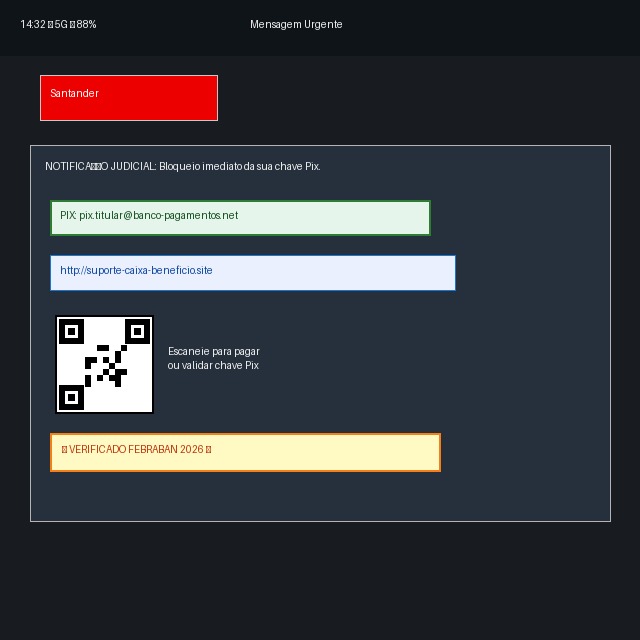 14:32 5G 88%
Mensagem Urgente
Santander
NOTIFICA▯▯O JUDICIAL: Bloqueio imediato da sua chave Pix.
PIX: pix.titular@banco-pagamentos.net
http://suporte-caixa-beneficio.site
Escaneie para pagar
ou validar chave Pix
VERIFICADO FEBRABAN 2026